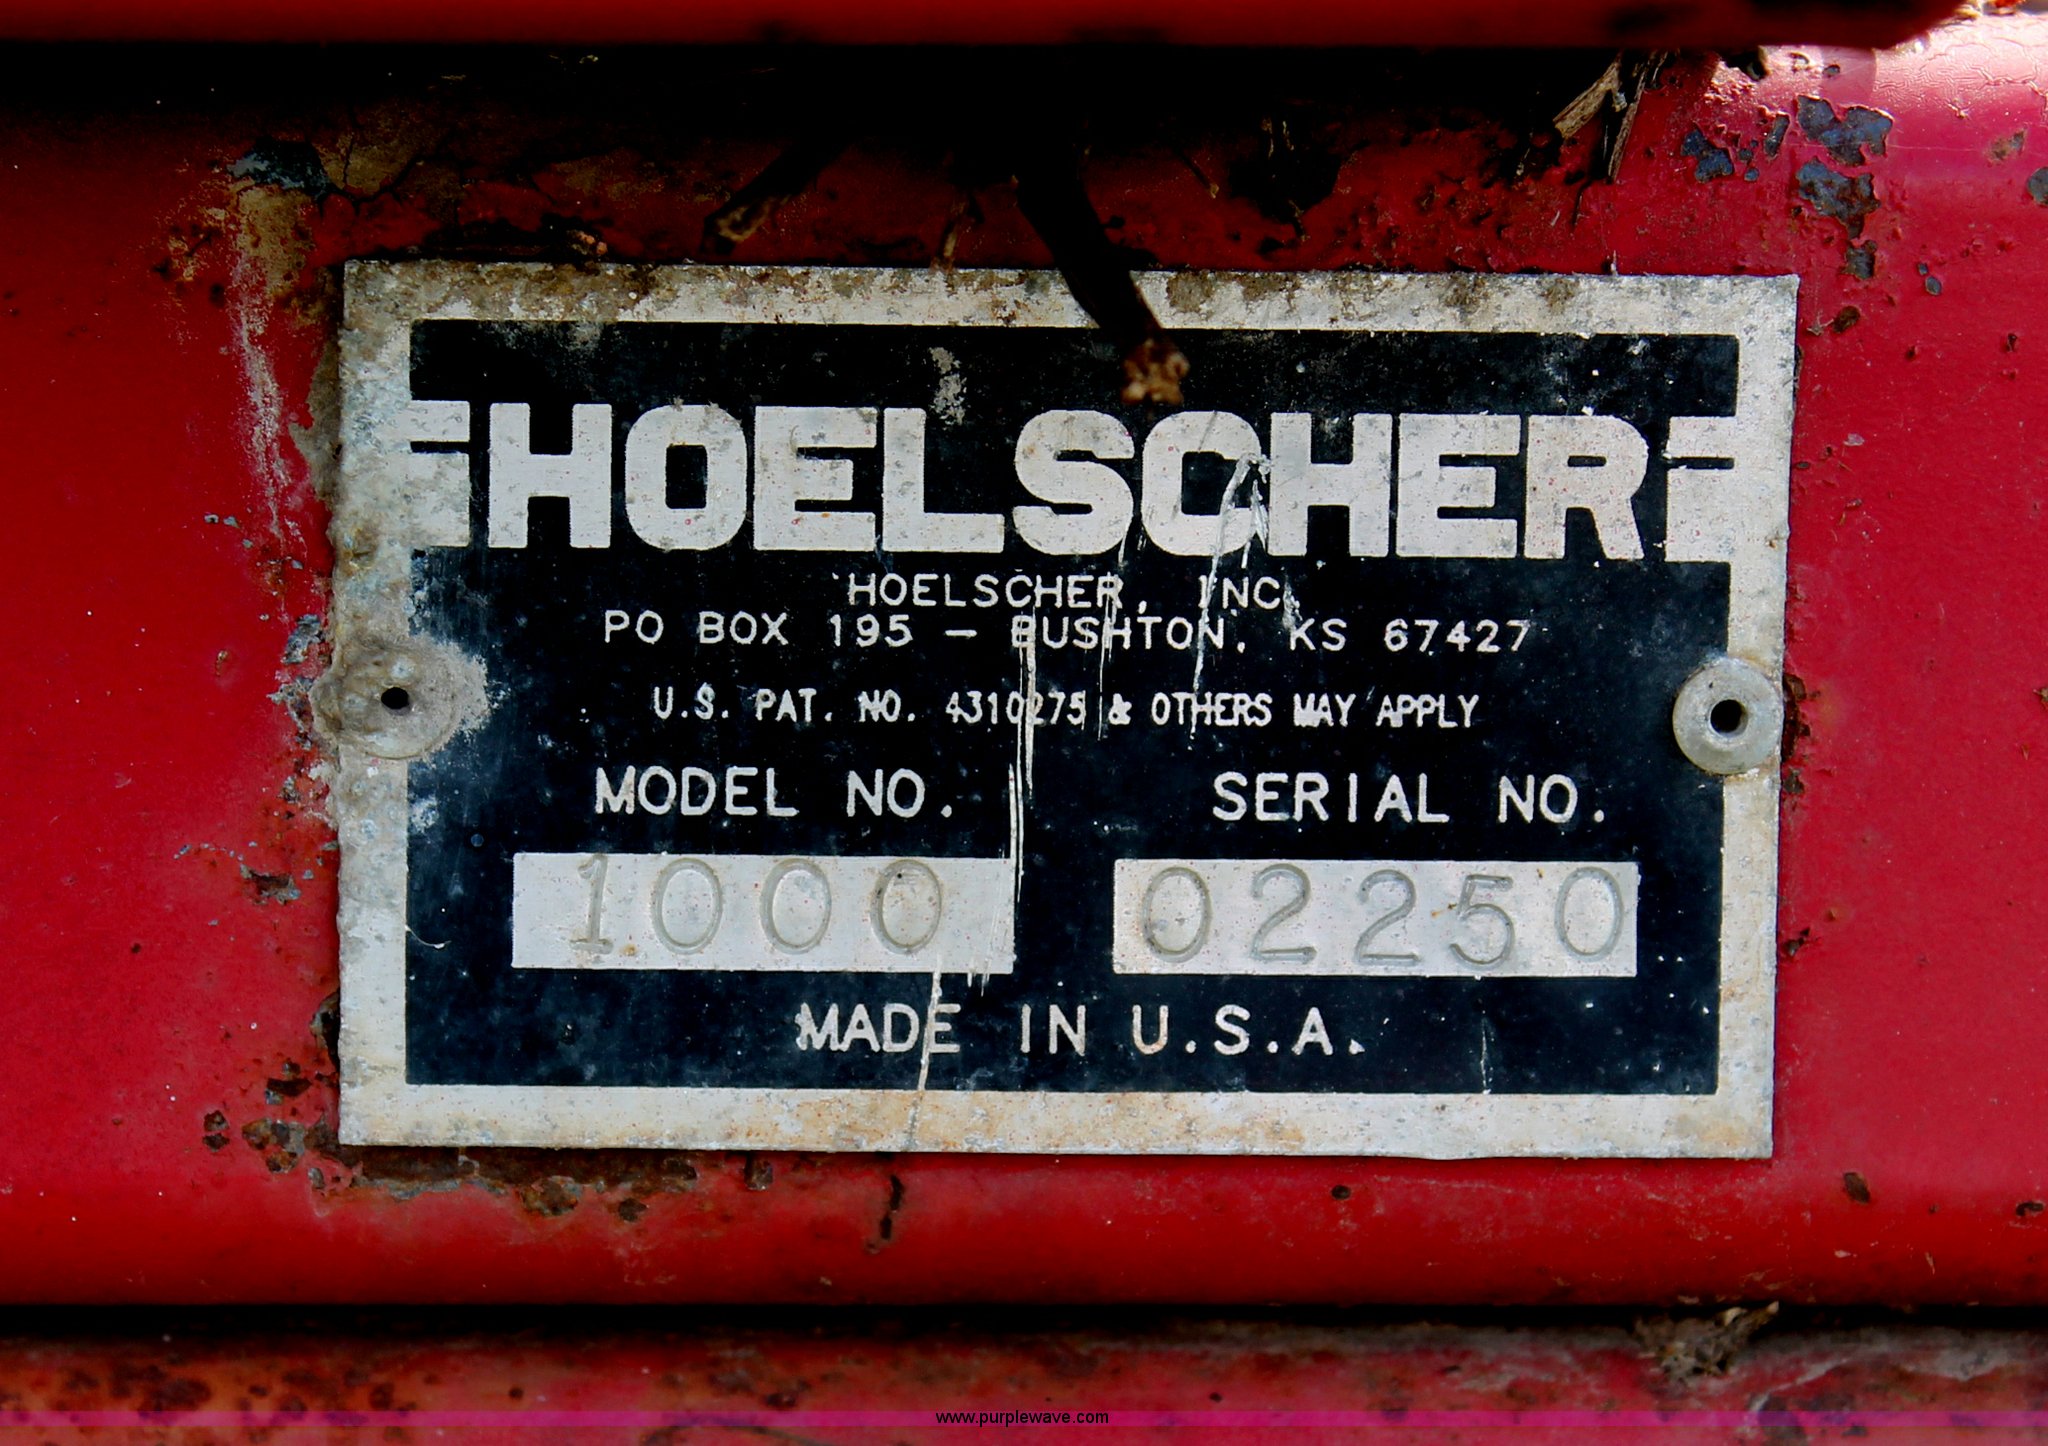 HOELSCHER
HOELSCHER, INC.
PO BOX 195 - BUSHTON, KS 67427
U.S. PAT. NO. 4310275 & OTHERS MAY APPLY
MODEL NO. SERIAL NO.
1000 02250
MADE IN U.S.A.
www.purplewave.com